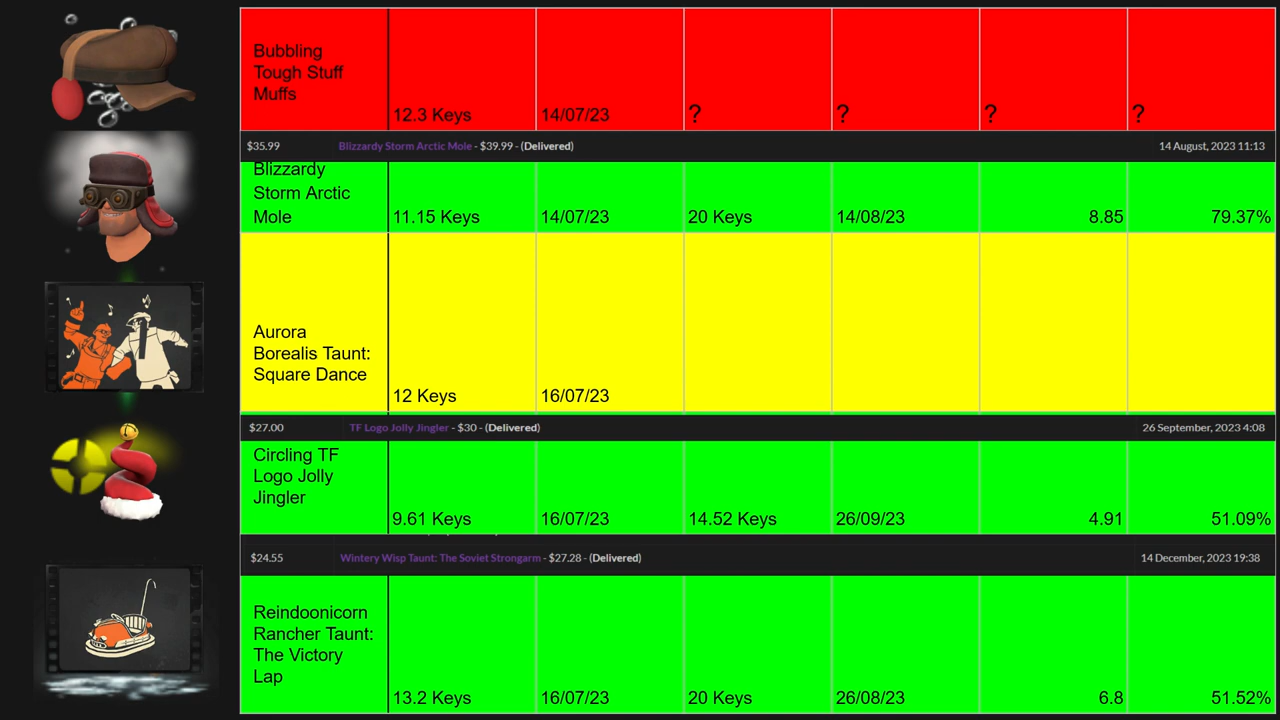 Bubbling
Tough Stuff
Muffs
12.3 Keys 14/07/23 ? ? ? ?
$35.99 Blizzardy Storm Arctic Mole - $39.99 - (Delivered) 14 August, 2023 11:13
Blizzardy
Storm Arctic
Mole
11.15 Keys 14/07/23 20 Keys 14/08/23 8.85 79.37%
Aurora
Borealis Taunt:
Square Dance
12 Keys 16/07/23
$27.00 TF Logo Jolly Jingler - $30 - (Delivered) 26 September, 2023 4:08
Circling TF
Logo Jolly
Jingler
9.61 Keys 16/07/23 14.52 Keys 26/09/23 4.91 51.09%
$24.55 Wintery Wisp Taunt: The Soviet Strongarm - $27.28 - (Delivered) 14 December, 2023 19:38
Reindoonicorn
Rancher Taunt:
The Victory
Lap
13.2 Keys 16/07/23 20 Keys 26/08/23 6.8 51.52%